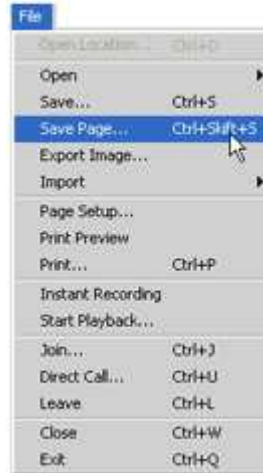 File
Open Location... Ctrl+O
Open
Save... Ctrl+S
Save Page... Ctrl+Shift+S
Export Image...
Import
Page Setup...
Print Preview
Print... Ctrl+P
Instant Recording
Start Playback...
Join... Ctrl+J
Direct Call... Ctrl+U
Leave Ctrl+L
Close Ctrl+W
Exit Ctrl+Q